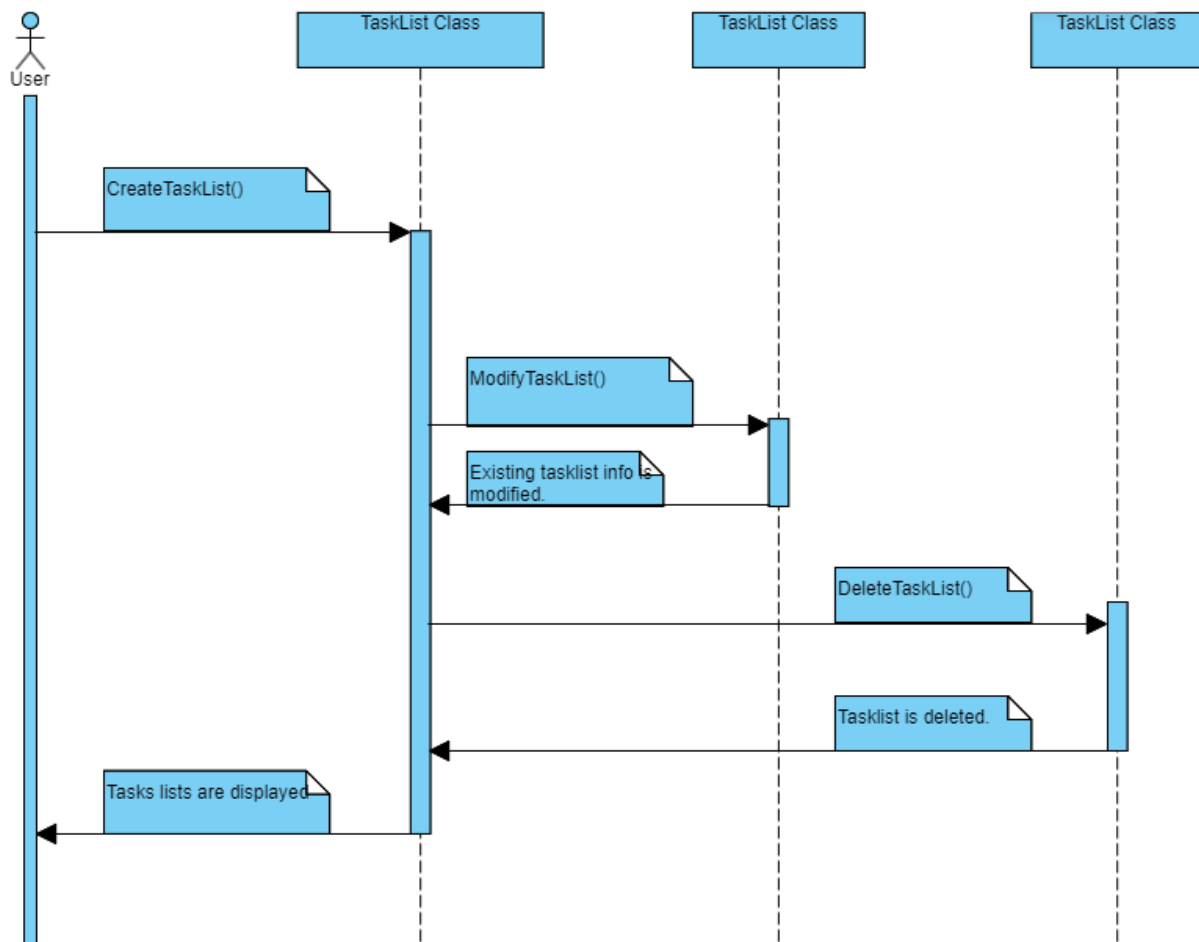 User
TaskList Class
TaskList Class
TaskList Class
CreateTaskList()
ModifyTaskList()
Existing tasklist info is
modified.
DeleteTaskList()
Tasklist is deleted.
Tasks lists are displayed